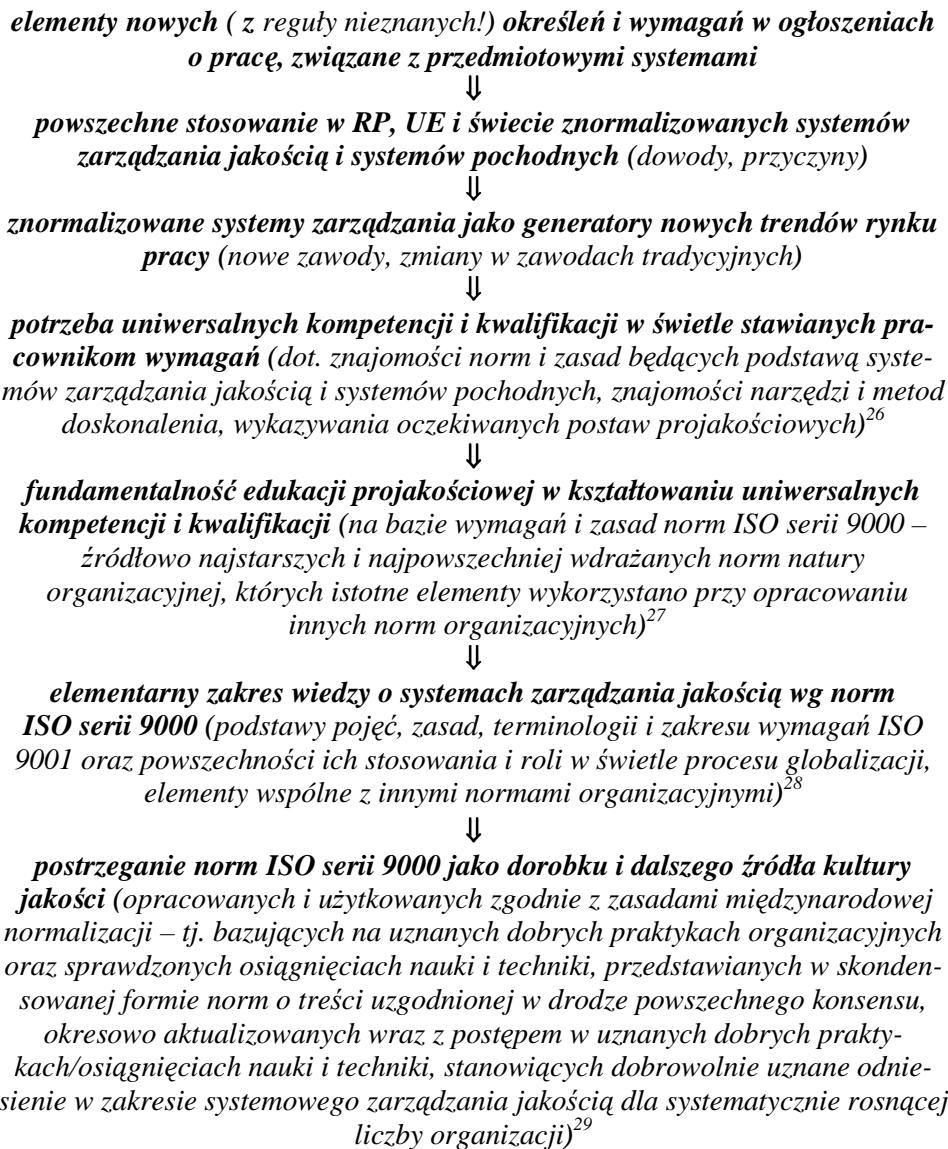 elementy nowych ( z reguły nieznanych!) określeń i wymagań w ogłoszeniach
o pracę, związane z przedmiotowymi systemami
⇓
powszechne stosowanie w RP, UE i świecie znormalizowanych systemów
zarządzania jakością i systemów pochodnych (dowody, przyczyny)
⇓
znormalizowane systemy zarządzania jako generatory nowych trendów rynku
pracy (nowe zawody, zmiany w zawodach tradycyjnych)
⇓
potrzeba uniwersalnych kompetencji i kwalifikacji w świetle stawianych pra-
cownikom wymagań (dot. znajomości norm i zasad będących podstawą syste-
mów zarządzania jakością i systemów pochodnych, znajomości narzędzi i metod
doskonalenia, wykazywania oczekiwanych postaw projakościowych)26
⇓
fundamentalność edukacji projakościowej w kształtowaniu uniwersalnych
kompetencji i kwalifikacji (na bazie wymagań i zasad norm ISO serii 9000 –
źródłowo najstarszych i najpowszechniej wdrażanych norm natury
organizacyjnej, których istotne elementy wykorzystano przy opracowaniu
innych norm organizacyjnych)27
⇓
elementarny zakres wiedzy o systemach zarządzania jakością wg norm
ISO serii 9000 (podstawy pojęć, zasad, terminologii i zakresu wymagań ISO
9001 oraz powszechności ich stosowania i roli w świetle procesu globalizacji,
elementy wspólne z innymi normami organizacyjnymi)28
⇓
postrzeganie norm ISO serii 9000 jako dorobku i dalszego źródła kultury
jakości (opracowanych i użytkowanych zgodnie z zasadami międzynarodowej
normalizacji – tj. bazujących na uznanych dobrych praktykach organizacyjnych
oraz sprawdzonych osiągnięciach nauki i techniki, przedstawianych w skonden-
sowanej formie norm o treści uzgodnionej w drodze powszechnego konsensu,
okresowo aktualizowanych wraz z postępem w uznanych dobrych prakty-
kach/osiągnięciach nauki i techniki, stanowiących dobrowolnie uznane odnie-
sienie w zakresie systemowego zarządzania jakością dla systematycznie rosnącej
liczby organizacji)29